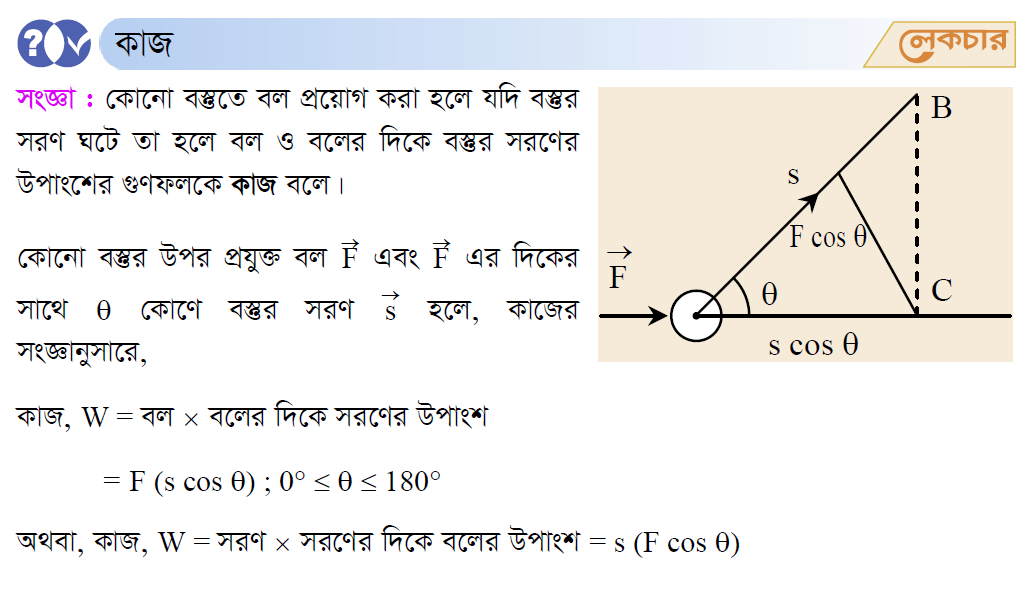 কাজ
লেকচার
সংজ্ঞা : কোনো বস্তুতে বল প্রয়োগ করা হলে যদি বস্তুর
সরণ ঘটে তা হলে বল ও বলের দিকে বস্তুর সরণের
উপাংশের গুণফলকে কাজ বলে।
কোনো বস্তুর উপর প্রযুক্ত বল F⃗ এবং F⃗ এর দিকের
সাথে θ কোণে বস্তুর সরণ s⃗ হলে, কাজের
সংজ্ঞানুসারে,
কাজ, W = বল × বলের দিকে সরণের উপাংশ
= F (s cos θ) ; 0° ≤ θ ≤ 180°
অথবা, কাজ, W = সরণ × সরণের দিকে বলের উপাংশ = s (F cos θ)
B
s
F cos θ
F⃗
θ
C
s cos θ